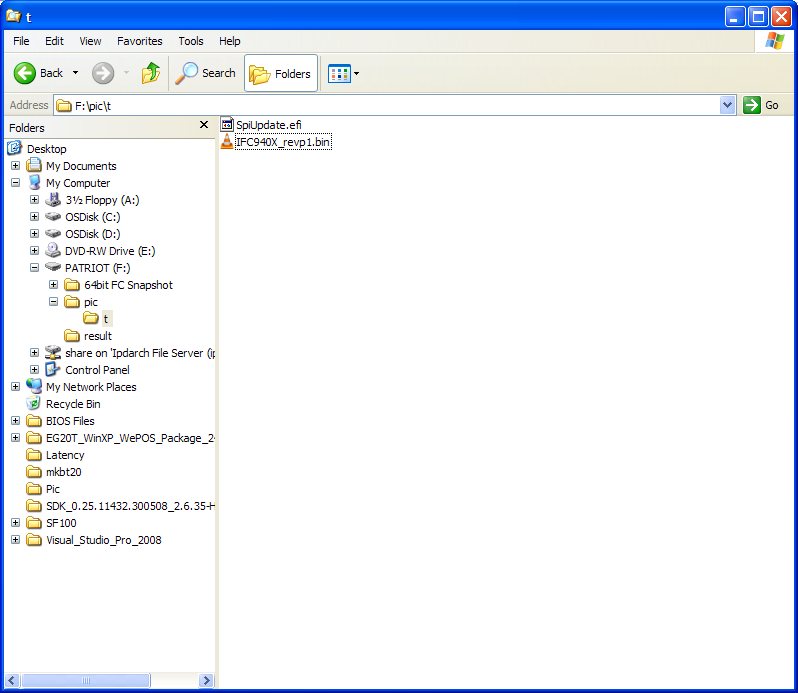 t
File Edit View Favorites Tools Help
Back Search Folders
Address F:\pic\t Go
Folders
Desktop
My Documents
My Computer
3½ Floppy (A:)
OSDisk (C:)
OSDisk (D:)
DVD-RW Drive (E:)
PATRIOT (F:)
64bit FC Snapshot
pic
t
result
share on 'Ipdarch File Server (ip
Control Panel
My Network Places
Recycle Bin
BIOS Files
EG20T_WinXP_WePOS_Package_2
Latency
mkbt20
Pic
SDK_0.25.11432.300508_2.6.35-H
SF100
Visual_Studio_Pro_2008
SpiUpdate.efi
IFC940X_revp1.bin